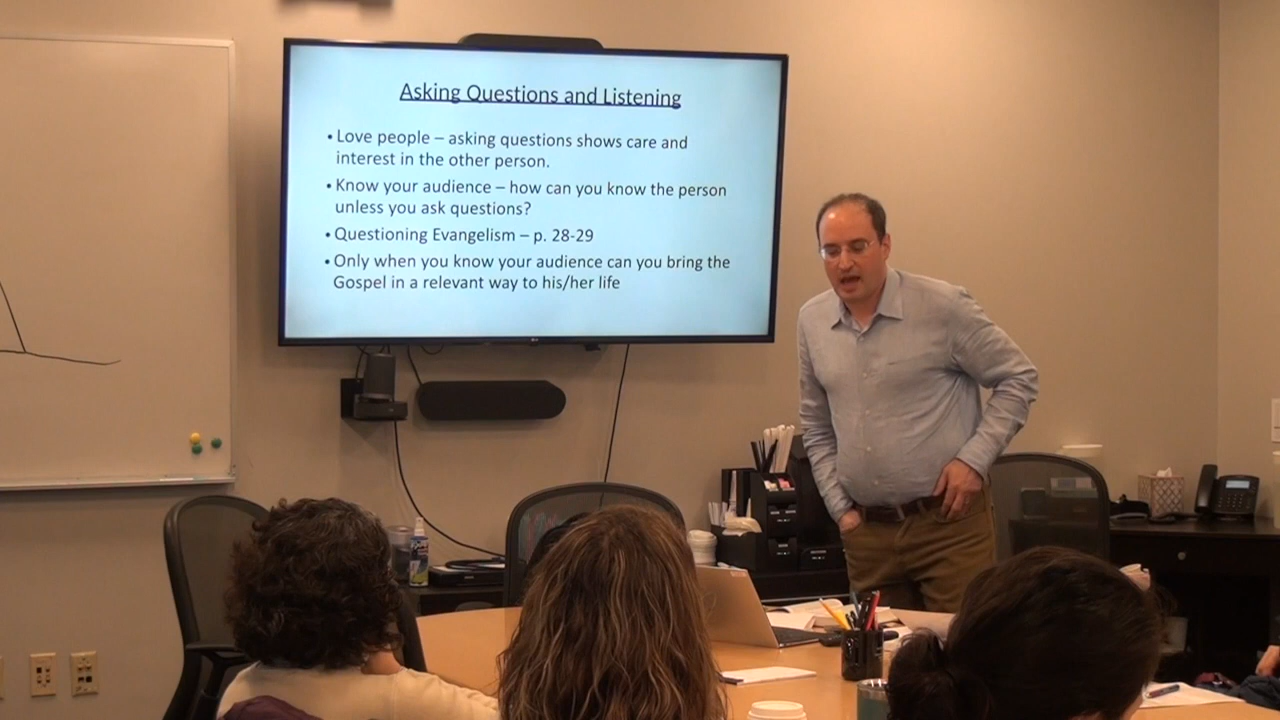 Asking Questions and Listening
• Love people – asking questions shows care and
interest in the other person.
• Know your audience – how can you know the person
unless you ask questions?
• Questioning Evangelism – p. 28-29
• Only when you know your audience can you bring the
Gospel in a relevant way to his/her life